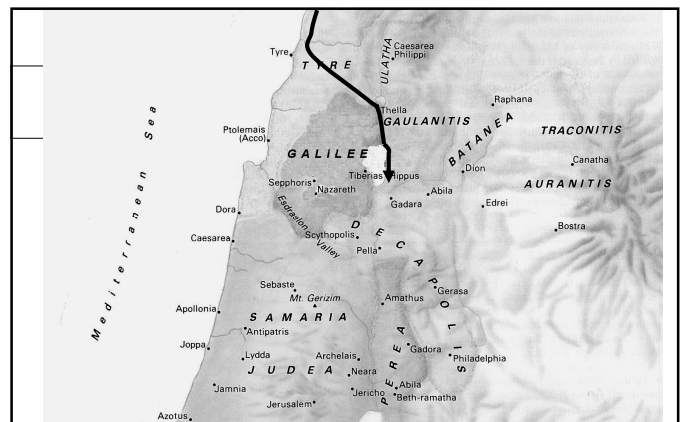 Caesarea
Philippi
Tyre
TYRE
ULATHA
Raphana
Thella
GAULANITIS
BATANEA
TRACONITIS
Ptolemais
(Acco)
GALILEE
Canatha
Tiberias
Hippus
Dion
AURANITIS
Sepphoris
Nazareth
Abila
Gadara
Edrei
Esdraelon
Valley
Dora
DECAPOLIS
Bostra
Scythopolis
Caesarea
Pella
Mediterranean Sea
Sebaste
Mt. Gerizim
Amathus
Gerasa
Apollonia
SAMARIA
Antipatris
PEREA
Joppa
Gadora
Lydda
Archelais
Philadelphia
JUDEA
Neara
Jamnia
Jericho
Abila
Beth-ramatha
Jerusalem
Azotus